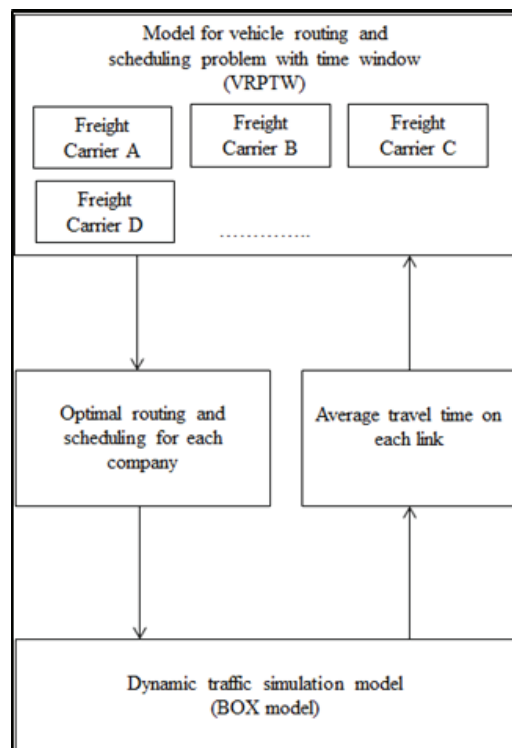 Model for vehicle routing and
scheduling problem with time window
(VRPTW)
Freight
Carrier A
Freight
Carrier B
Freight
Carrier C
Freight
Carrier D
..................
Optimal routing and
scheduling for each
company
Average travel time on
each link
Dynamic traffic simulation model
(BOX model)